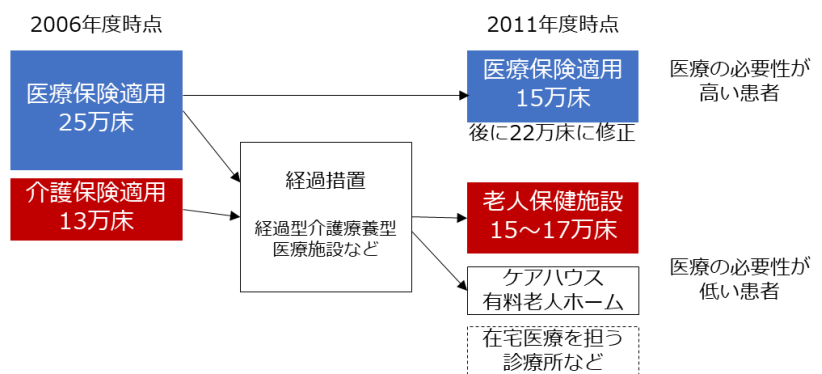 2006年度時点
2011年度時点
医療保険適用
25万床
医療保険適用
15万床
後に22万床に修正
医療の必要性が
高い患者
介護保険適用
13万床
経過措置
経過型介護療養型
医療施設など
老人保健施設
15～17万床
ケアハウス
有料老人ホーム
医療の必要性が
低い患者
在宅医療を担う
診療所など